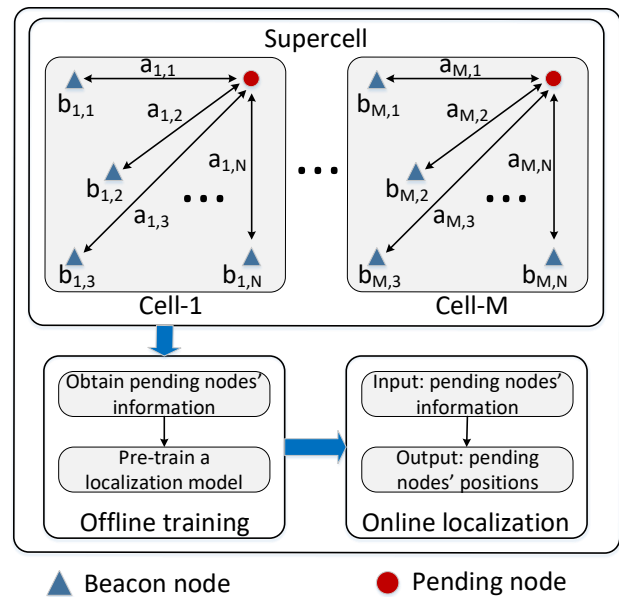 Supercell
a1,1
b1,1
a1,2
b1,2
a1,N
a1,3
b1,3
b1,N
Cell-1
aM,1
bM,1
aM,2
bM,2
aM,N
aM,3
bM,3
bM,N
Cell-M
Obtain pending nodes'
information
Pre-train a
localization model
Offline training
Input: pending nodes'
information
Output: pending
nodes' positions
Online localization
Beacon node
Pending node